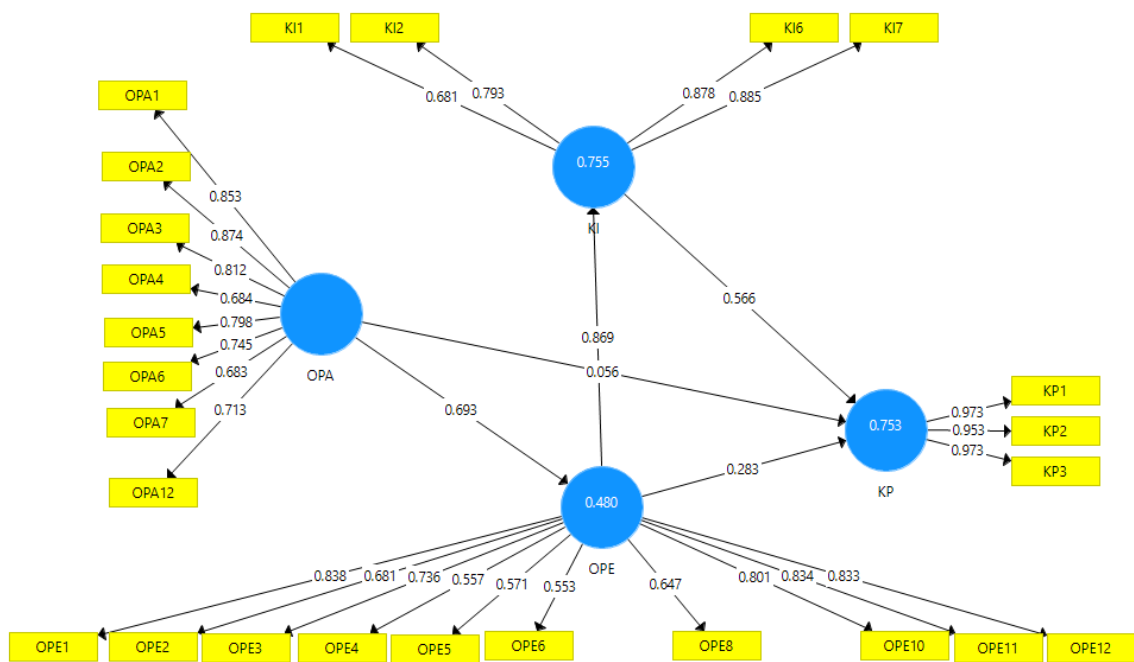 KI1
KI2
KI6
KI7
0.681
0.793
0.878
0.885
OPA1
OPA2
OPA3
OPA4
OPA5
OPA6
OPA7
OPA12
0.853
0.874
0.812
0.684
0.798
0.745
0.683
0.713
OPA
0.755
KI
0.566
0.869
0.056
0.693
0.283
0.753
KP
0.973
0.953
0.973
KP1
KP2
KP3
0.480
OPE
0.838
0.681
0.736
0.557
0.571
0.553
0.647
0.801
0.834
0.833
OPE1
OPE2
OPE3
OPE4
OPE5
OPE6
OPE8
OPE10
OPE11
OPE12